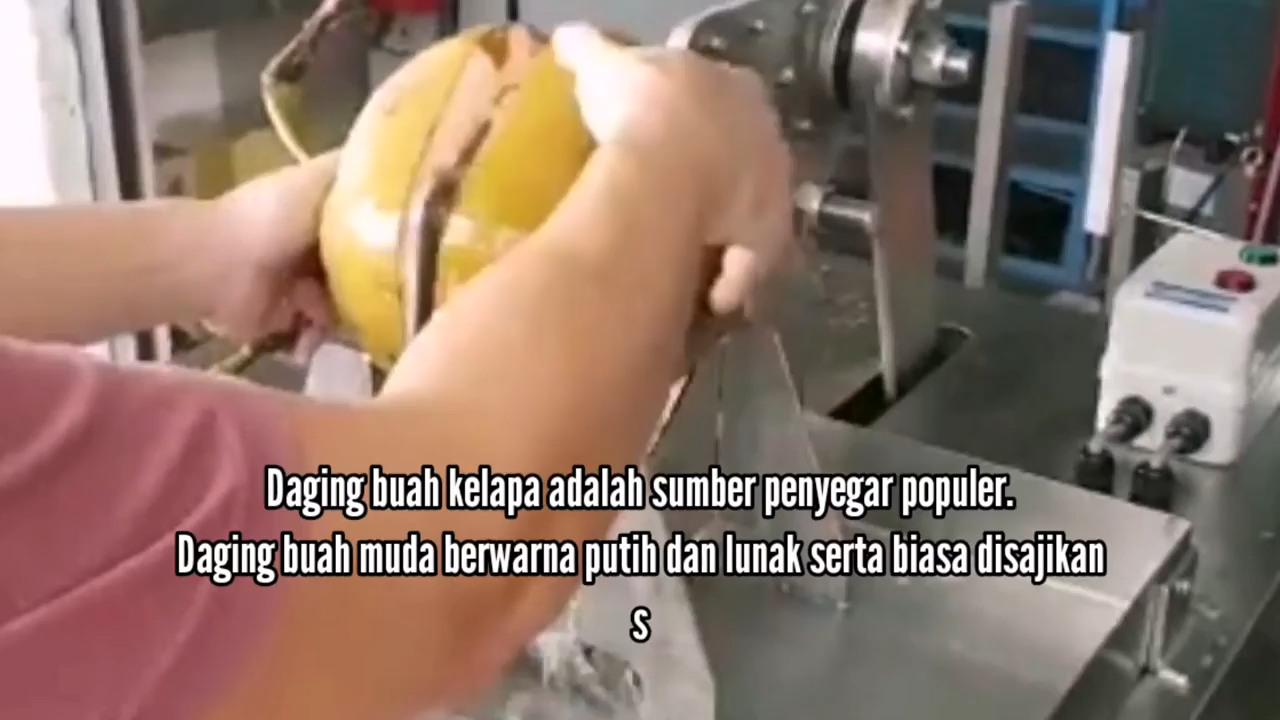 Daging buah kelapa adalah sumber penyegar populer.
Daging buah muda berwarna putih dan lunak serta biasa disajikan
s